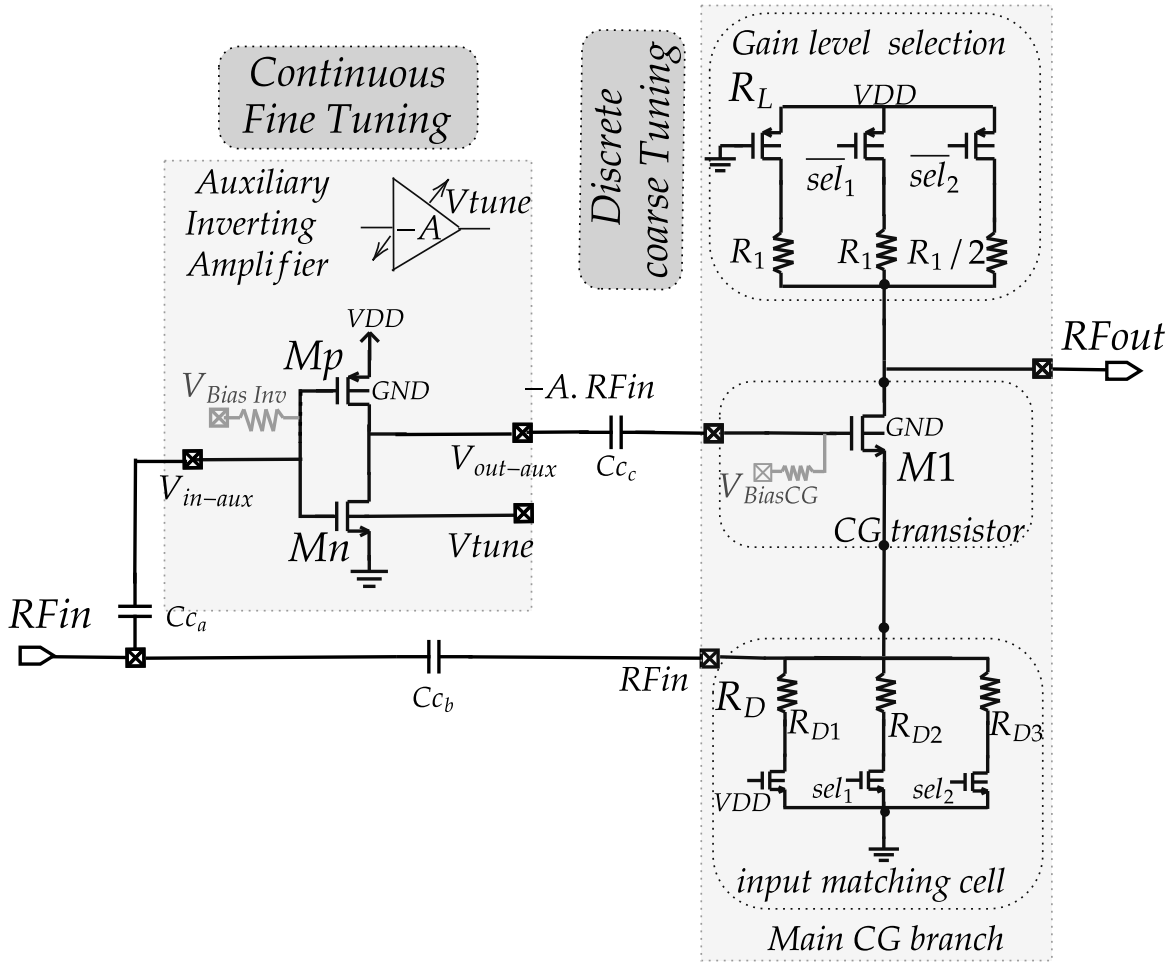 Continuous
Fine Tuning
Discrete
coarse Tuning
Gain level selection
R_L
VDD
sel_1
sel_2
R_1
R_1
R_1/2
Auxiliary
Inverting
Amplifier
Vtune
−A
VDD
Mp
GND
V_Bias Inv
−A. RFin
RFout
V_in−aux
V_out−aux
Cc_c
GND
M1
V_BiasCG
Mn
Vtune
CG transistor
RFin
Cc_a
Cc_b
RFin
R_D
R_D1
R_D2
R_D3
VDD
sel_1
sel_2
input matching cell
Main CG branch